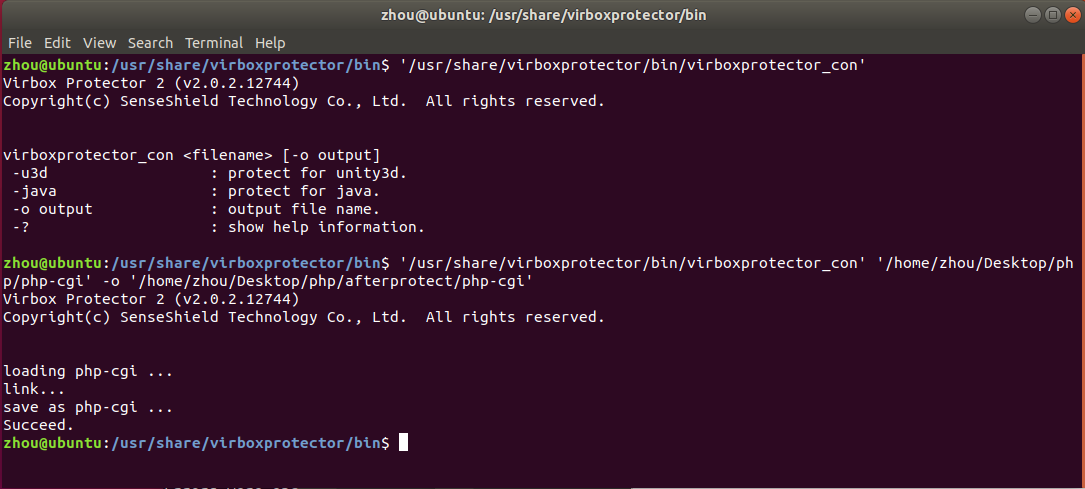 zhou@ubuntu: /usr/share/virboxprotector/bin
File Edit View Search Terminal Help
zhou@ubuntu:/usr/share/virboxprotector/bin$ '/usr/share/virboxprotector/bin/virboxprotector_con'
Virbox Protector 2 (v2.0.2.12744)
Copyright(c) SenseShield Technology Co., Ltd.  All rights reserved.
virboxprotector_con <filename> [-o output]
-u3d                  : protect for unity3d.
-java                 : protect for java.
-o output             : output file name.
-?                    : show help information.
zhou@ubuntu:/usr/share/virboxprotector/bin$ '/usr/share/virboxprotector/bin/virboxprotector_con' '/home/zhou/Desktop/ph
p/php-cgi' -o '/home/zhou/Desktop/php/afterprotect/php-cgi'
Virbox Protector 2 (v2.0.2.12744)
Copyright(c) SenseShield Technology Co., Ltd.  All rights reserved.
loading php-cgi ...
link...
save as php-cgi ...
Succeed.
zhou@ubuntu:/usr/share/virboxprotector/bin$